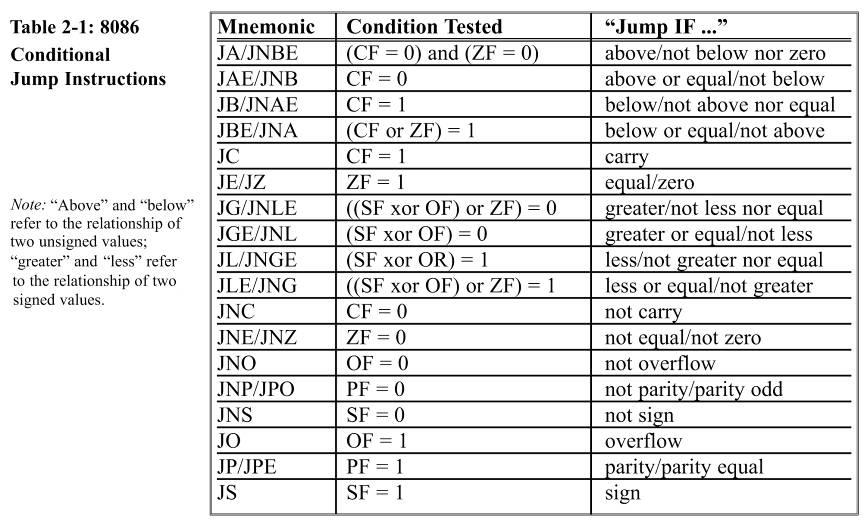 Table 2-1: 8086
Conditional
Jump Instructions
Note: “Above” and “below”
refer to the relationship of
two unsigned values;
“greater” and “less” refer
to the relationship of two
signed values.
Mnemonic Condition Tested “Jump IF ...”
JA/JNBE (CF = 0) and (ZF = 0) above/not below nor zero
JAE/JNB CF = 0 above or equal/not below
JB/JNAE CF = 1 below/not above nor equal
JBE/JNA (CF or ZF) = 1 below or equal/not above
JC CF = 1 carry
JE/JZ ZF = 1 equal/zero
JG/JNLE ((SF xor OF) or ZF) = 0 greater/not less nor equal
JGE/JNL (SF xor OF) = 0 greater or equal/not less
JL/JNGE (SF xor OR) = 1 less/not greater nor equal
JLE/JNG ((SF xor OF) or ZF) = 1 less or equal/not greater
JNC CF = 0 not carry
JNE/JNZ ZF = 0 not equal/not zero
JNO OF = 0 not overflow
JNP/JPO PF = 0 not parity/parity odd
JNS SF = 0 not sign
JO OF = 1 overflow
JP/JPE PF = 1 parity/parity equal
JS SF = 1 sign